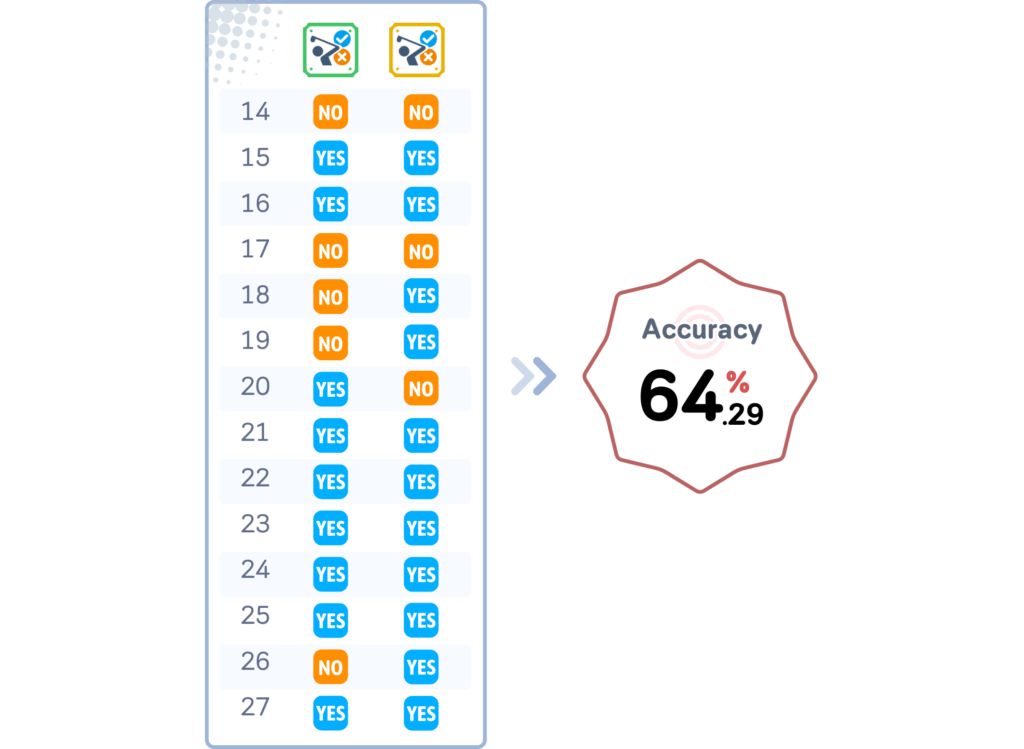 14 NO NO
15 YES YES
16 YES YES
17 NO NO
18 NO YES
19 NO YES
20 YES NO
21 YES YES
22 YES YES
23 YES YES
24 YES YES
25 YES YES
26 NO YES
27 YES YES
Accuracy
64.29%